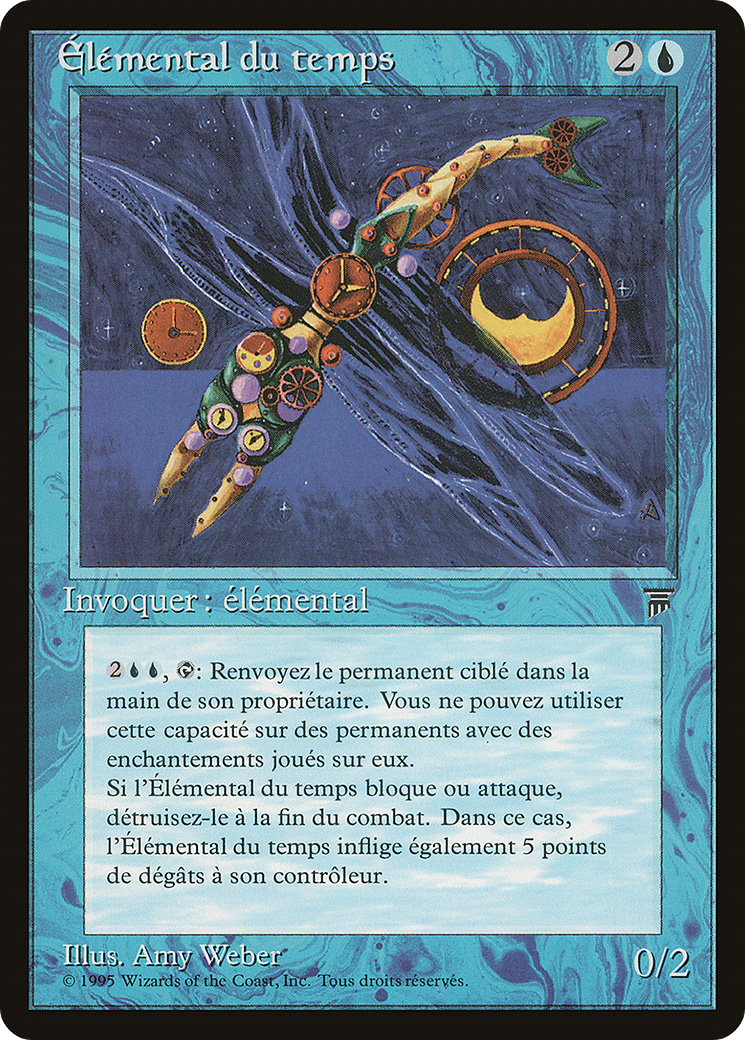 Élémental du temps
2
Invoquer : élémental
2, : Renvoyez le permanent ciblé dans la
main de son propriétaire. Vous ne pouvez utiliser
cette capacité sur des permanents avec des
enchantements joués sur eux.
Si l'Élémental du temps bloque ou attaque,
détruisez-le à la fin du combat. Dans ce cas,
l'Élémental du temps inflige également 5 points
de dégâts à son contrôleur.
Illus. Amy Weber
0/2
© 1995 Wizards of the Coast, Inc. Tous droits réservés.